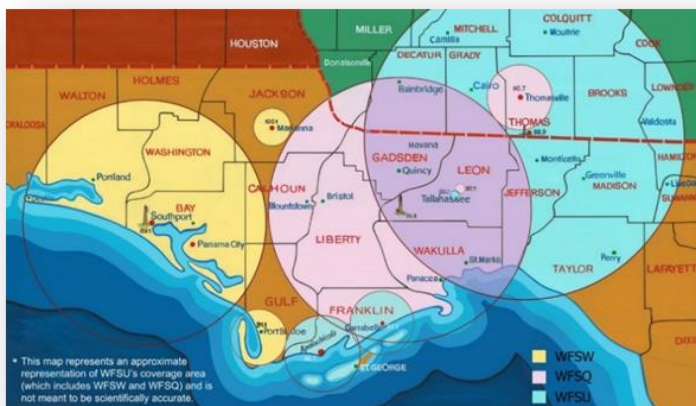 MILLER
MITCHELL
COLQUITT
Camilla
Moultrie
HOUSTON
COOK
Donalsonville
DECATUR
GRADY
HOLMES
WALTON
JACKSON
Bainbridge
Cairo
BROOKS
Thomasville
THOMAS
Valdosta
Marianna
WASHINGTON
Havana
GADSDEN
Quincy
LEON
Monticello
Greenville
MADISON
HAMILTON
Portland
CALHOUN
Blountstown
Bristol
Tallahassee
JEFFERSON
BAY
Southport
Panama City
LIBERTY
WAKULLA
St.Marks
Panacea
Perry
TAYLOR
GULF
FRANKLIN
Carrabelle
Port St Joe
Apalachicola
ST.GEORGE
* This map represents an approximate
representation of WFSU's coverage area
(which includes WFSW and WFSQ) and is
not meant to be scientifically accurate.
WFSW
WFSQ
WFSU